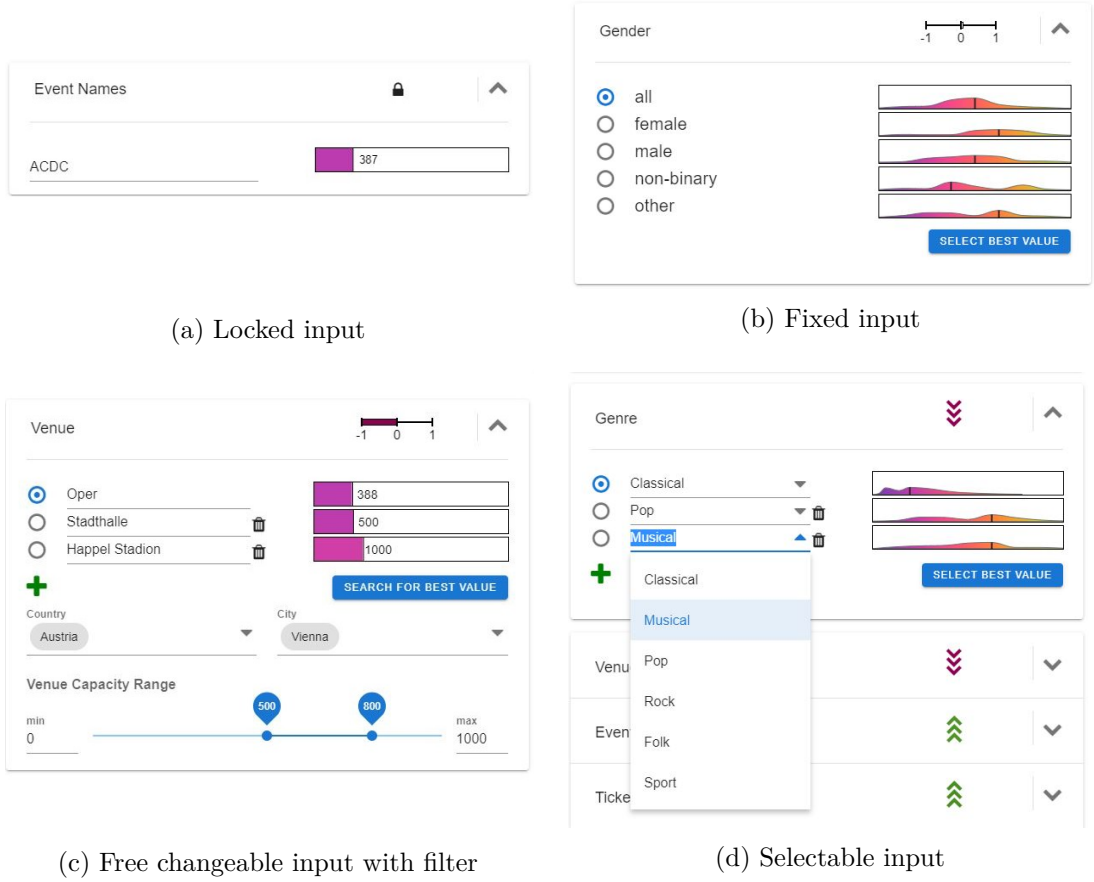 Event Names
ACDC
387
(a) Locked input
Gender
-1 0 1
all
female
male
non-binary
other
SELECT BEST VALUE
(b) Fixed input
Venue
-1 0 1
Oper
388
Stadthalle
500
Happel Stadion
1000
SEARCH FOR BEST VALUE
Country
City
Austria
Vienna
Venue Capacity Range
500 800
min
max
0
1000
(c) Free changeable input with filter
Genre
Classical
Pop
Musical
SELECT BEST VALUE
Classical
Musical
Pop
Rock
Folk
Sport
Venu
Even
Ticke
(d) Selectable input